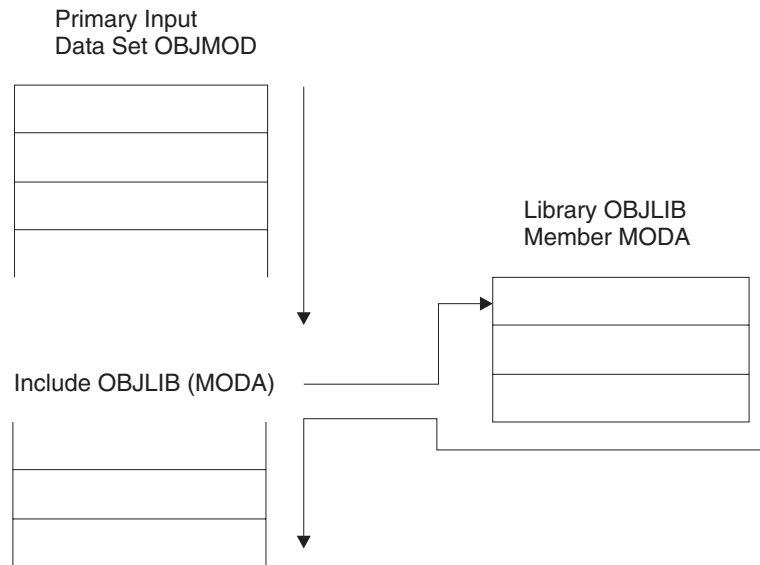 Primary Input
Data Set OBJMOD
Library OBJLIB
Member MODA
Include OBJLIB (MODA)